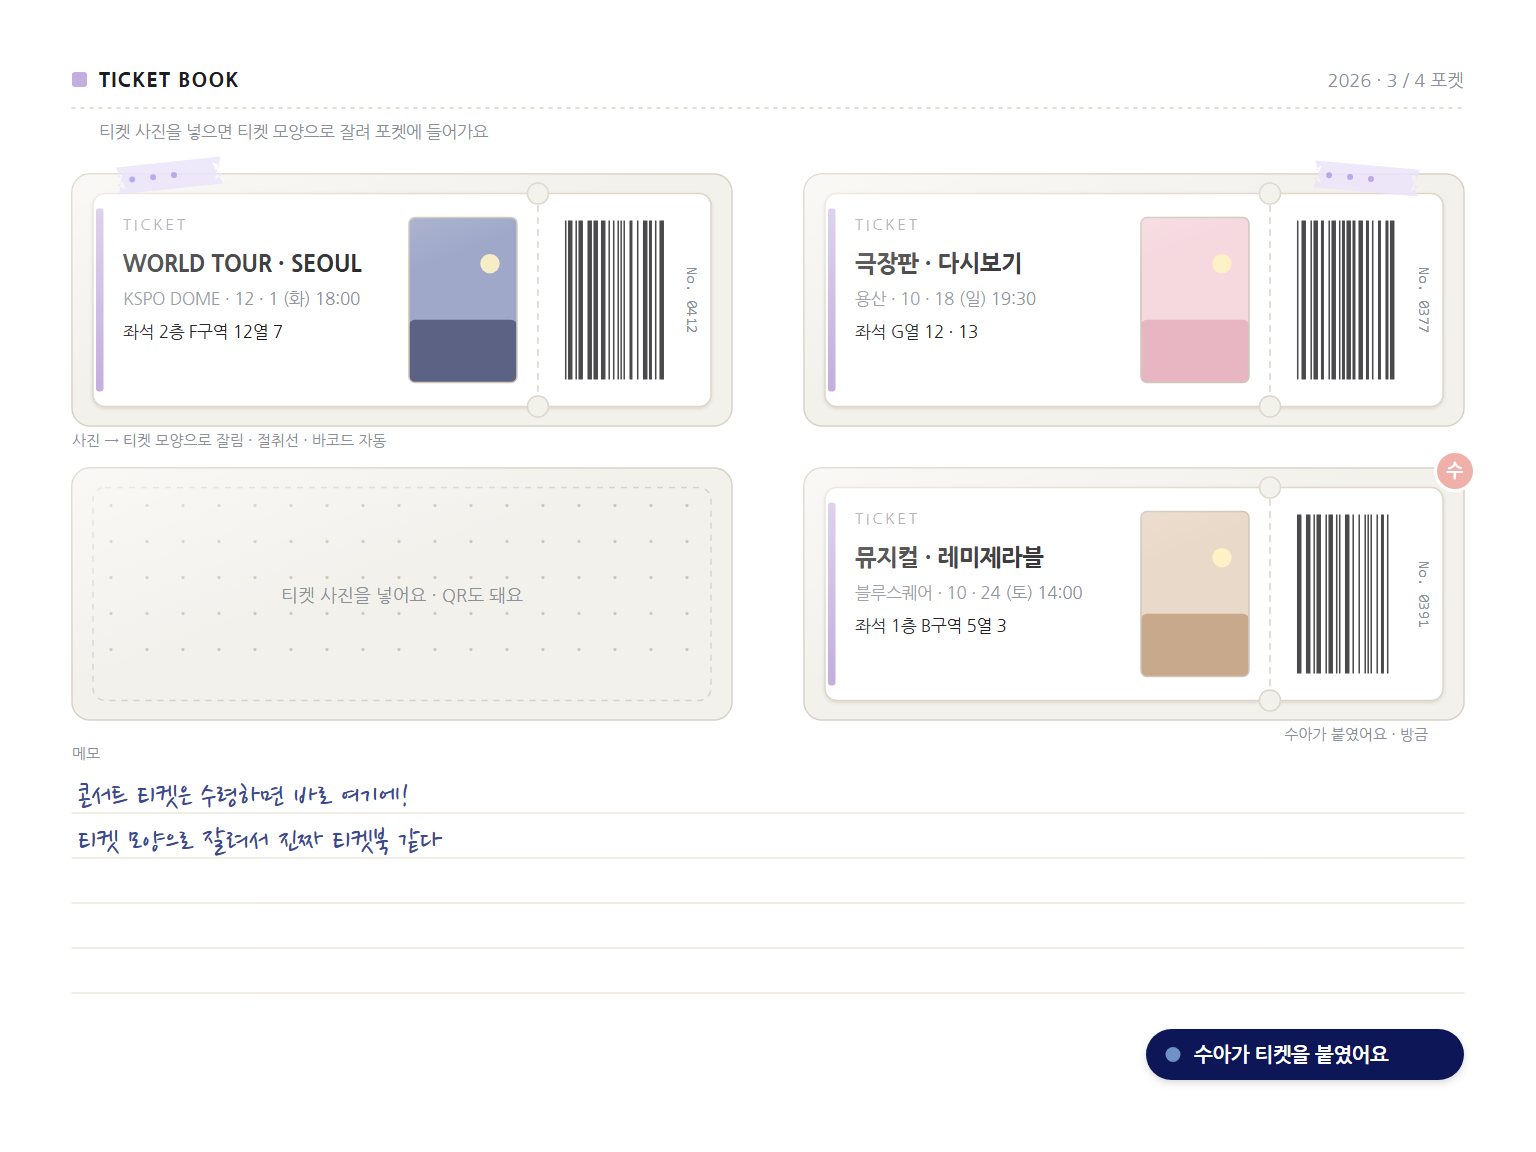 TICKET BOOK
2026 · 3 / 4 포켓
티켓 사진을 넣으면 티켓 모양으로 잘려 포켓에 들어가요
TICKET
WORLD TOUR · SEOUL
KSPO DOME · 12 · 1 (화) 18:00
좌석 2층 F구역 12열 7
No. 0412
사진 → 티켓 모양으로 잘림 · 절취선 · 바코드 자동
TICKET
극장판 · 다시보기
용산 · 10 · 18 (일) 19:30
좌석 G열 12 · 13
No. 0377
티켓 사진을 넣어요 · QR도 돼요
수
TICKET
뮤지컬 · 레미제라블
블루스퀘어 · 10 · 24 (토) 14:00
좌석 1층 B구역 5열 3
No. 0391
수아가 붙였어요 · 방금
메모
콘서트 티켓은 수령하면 바로 여기에!
티켓 모양으로 잘려서 진짜 티켓북 같다
수아가 티켓을 붙였어요